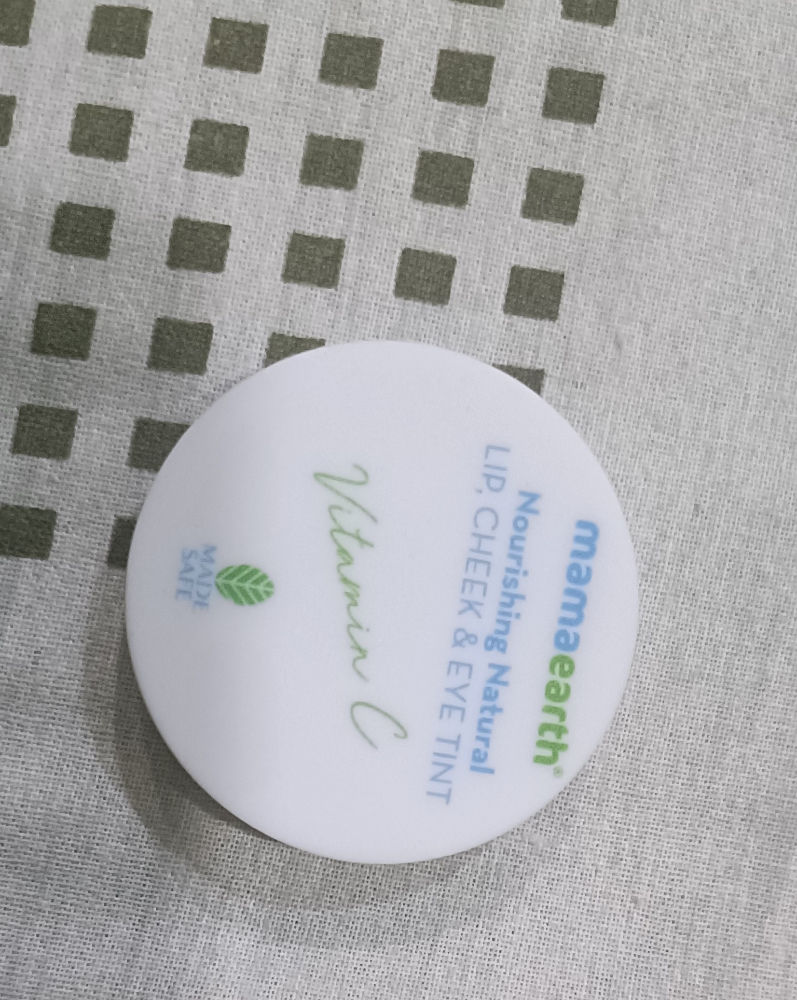 mamaearth®
Nourishing Natural
LIP, CHEEK & EYE TINT
Vitamin C
MADE
SAFE